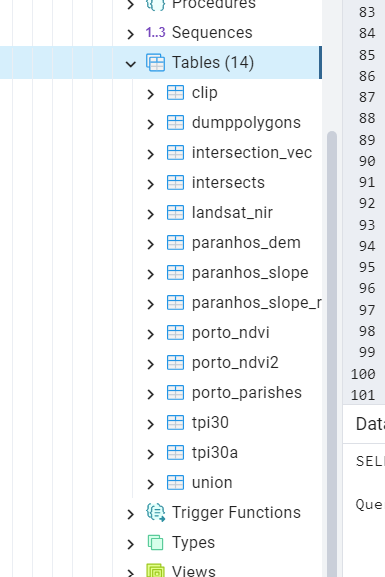 Procedures
1..3 Sequences
Tables (14)
clip
dumppolygons
intersection_vec
intersects
landsat_nir
paranhos_dem
paranhos_slope
paranhos_slope_r
porto_ndvi
porto_ndvi2
porto_parishes
tpi30
tpi30a
union
Trigger Functions
Types
Views
83
84
85
86
87
88
89
90
91
92
93
94
95
96
97
98
99
100
101
Data
SEL
Que